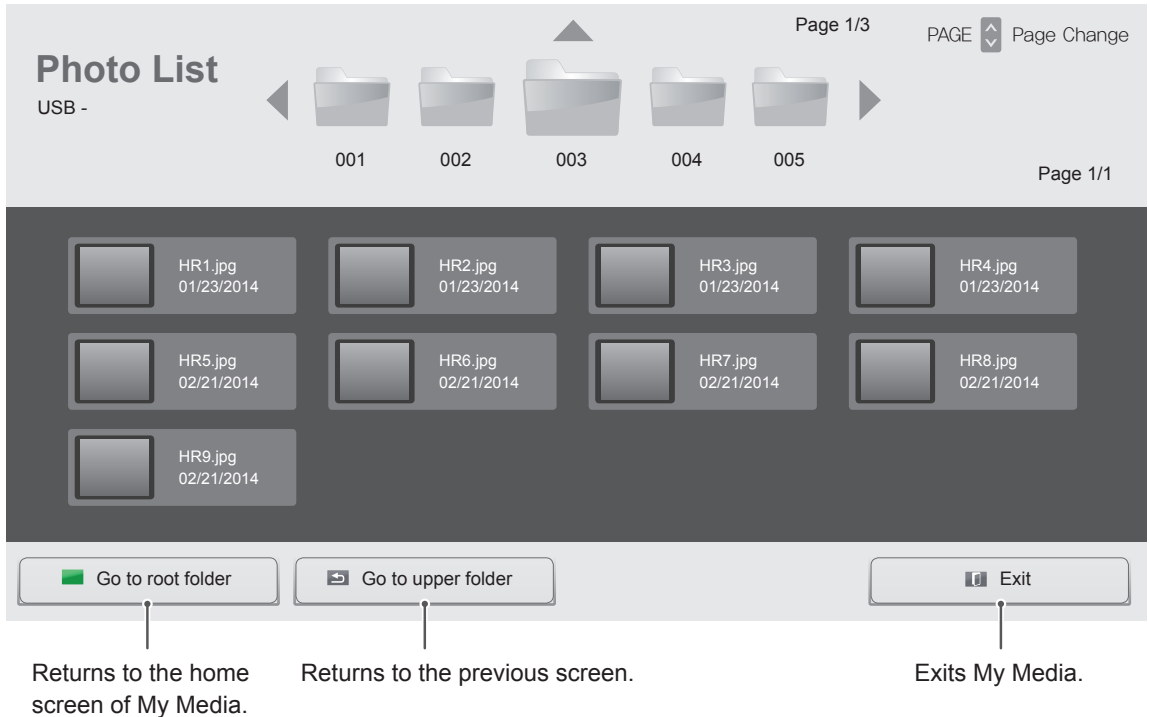 Page 1/3
PAGE Page Change
Photo List
USB -
001 002 003 004 005
Page 1/1
HR1.jpg
01/23/2014
HR2.jpg
01/23/2014
HR3.jpg
01/23/2014
HR4.jpg
01/23/2014
HR5.jpg
02/21/2014
HR6.jpg
02/21/2014
HR7.jpg
02/21/2014
HR8.jpg
02/21/2014
HR9.jpg
02/21/2014
Go to root folder
Go to upper folder
Exit
Returns to the home
screen of My Media.
Returns to the previous screen.
Exits My Media.